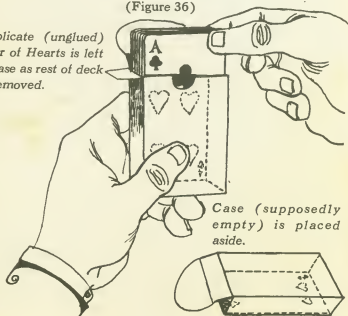 (Figure 36)
plicate (unglued)
r of Hearts is left
ase as rest of deck
emoved.
A
Case (supposedly
empty) is placed
aside.